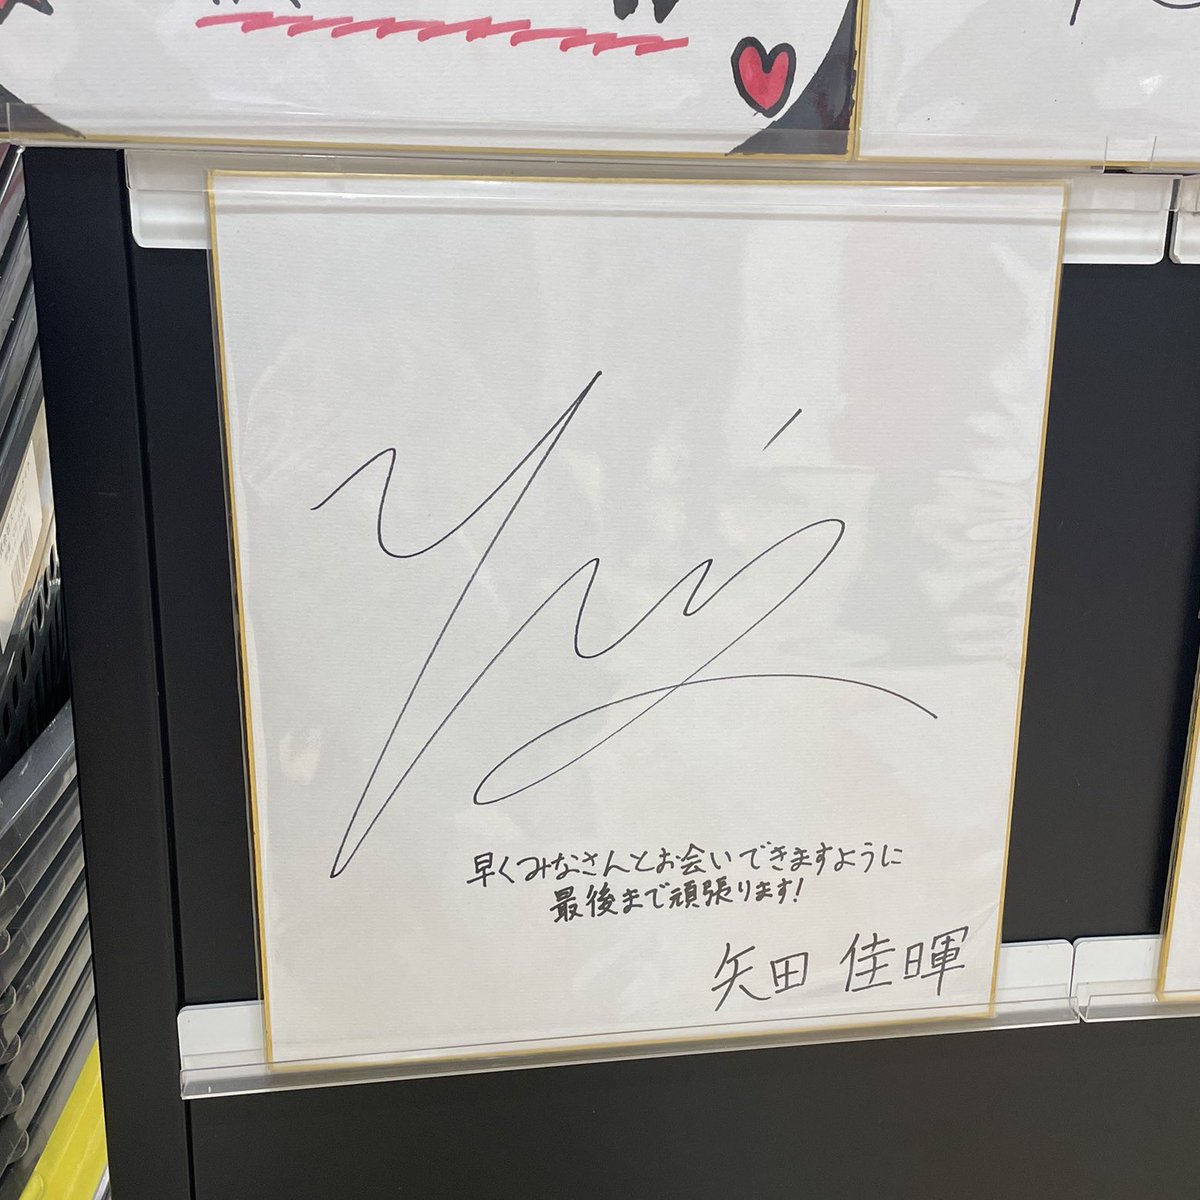 早くみなさんとお会いできますように
最後まで頑張ります!
矢田 佳暉